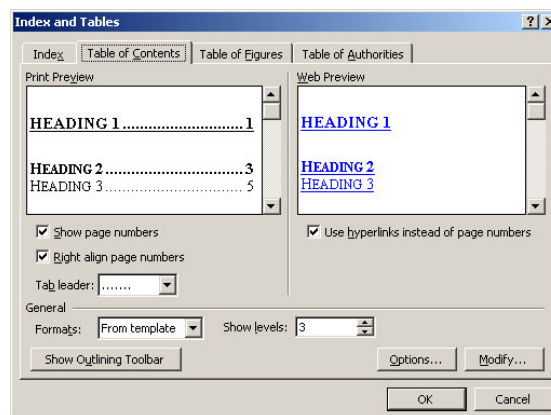 Index and Tables
Index Table of Contents Table of Figures Table of Authorities
Print Preview
HEADING 1..............................1
HEADING 2..............................3
HEADING 3..............................5
Web Preview
HEADING 1
HEADING 2
HEADING 3
Show page numbers
Right align page numbers
Tab leader: .......
Use hyperlinks instead of page numbers
General
Formats: From template Show levels: 3
Show Outlining Toolbar Options... Modify...
OK Cancel